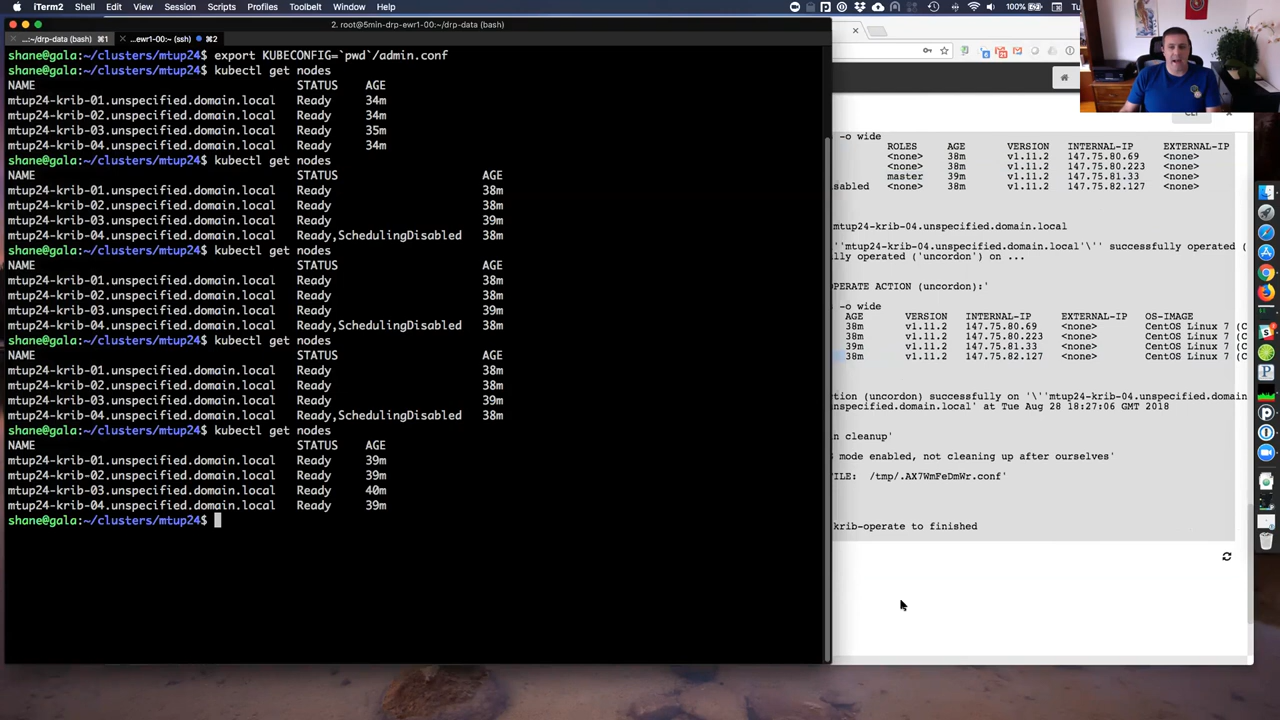 iTerm2 Shell Edit View Session Scripts Profiles Toolbelt Window Help 100% Tu
2. root@5min-drp-ewr1-00:~/drp-data (bash)
...:~/drp-data (bash) ⌘1 ...ewr1-00:~ (ssh) ⌘2
shane@gala:~/clusters/mtup24$ export KUBECONFIG=`pwd`/admin.conf
shane@gala:~/clusters/mtup24$ kubectl get nodes
NAME STATUS AGE
mtup24-krib-01.unspecified.domain.local Ready 34m
mtup24-krib-02.unspecified.domain.local Ready 34m
mtup24-krib-03.unspecified.domain.local Ready 35m
mtup24-krib-04.unspecified.domain.local Ready 34m
shane@gala:~/clusters/mtup24$ kubectl get nodes
NAME STATUS AGE
mtup24-krib-01.unspecified.domain.local Ready 38m
mtup24-krib-02.unspecified.domain.local Ready 38m
mtup24-krib-03.unspecified.domain.local Ready 39m
mtup24-krib-04.unspecified.domain.local Ready,SchedulingDisabled 38m
shane@gala:~/clusters/mtup24$ kubectl get nodes
NAME STATUS AGE
mtup24-krib-01.unspecified.domain.local Ready 38m
mtup24-krib-02.unspecified.domain.local Ready 38m
mtup24-krib-03.unspecified.domain.local Ready 39m
mtup24-krib-04.unspecified.domain.local Ready,SchedulingDisabled 38m
shane@gala:~/clusters/mtup24$ kubectl get nodes
NAME STATUS AGE
mtup24-krib-01.unspecified.domain.local Ready 38m
mtup24-krib-02.unspecified.domain.local Ready 38m
mtup24-krib-03.unspecified.domain.local Ready 39m
mtup24-krib-04.unspecified.domain.local Ready,SchedulingDisabled 38m
shane@gala:~/clusters/mtup24$ kubectl get nodes
NAME STATUS AGE
mtup24-krib-01.unspecified.domain.local Ready 39m
mtup24-krib-02.unspecified.domain.local Ready 39m
mtup24-krib-03.unspecified.domain.local Ready 40m
mtup24-krib-04.unspecified.domain.local Ready 39m
shane@gala:~/clusters/mtup24$
-o wide
ROLES AGE VERSION INTERNAL-IP EXTERNAL-IP
<none> 38m v1.11.2 147.75.80.69 <none>
<none> 38m v1.11.2 147.75.80.223 <none>
master 39m v1.11.2 147.75.81.33 <none>
abled <none> 38m v1.11.2 147.75.82.127 <none>
mtup24-krib-04.unspecified.domain.local
''mtup24-krib-04.unspecified.domain.local'\'' successfully operated (
lly operated ('uncordon') on ...
OPERATE ACTION (uncordon):'
-o wide
AGE VERSION INTERNAL-IP EXTERNAL-IP OS-IMAGE
38m v1.11.2 147.75.80.69 <none> CentOS Linux 7 (C
38m v1.11.2 147.75.80.223 <none> CentOS Linux 7 (C
39m v1.11.2 147.75.81.33 <none> CentOS Linux 7 (C
38m v1.11.2 147.75.82.127 <none> CentOS Linux 7 (C
tion (uncordon) successfully on '\''mtup24-krib-04.unspecified.domain
nspecified.domain.local' at Tue Aug 28 18:27:06 GMT 2018
n cleanup'
mode enabled, not cleaning up after ourselves'
ILE: /tmp/.AX7WmFeDmWr.conf'
krib-operate to finished